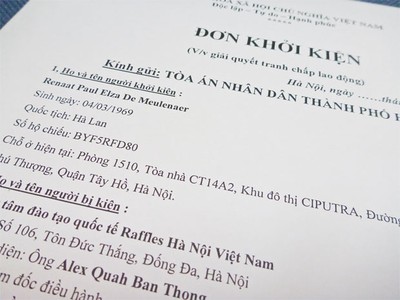 HÒA XÃ HỘI CHỦ NGHĨA VIỆT NAM
Độc lập - Tự do - Hạnh phúc
*****
ĐƠN KHỞI KIỆN
(V/v giải quyết tranh chấp lao động)
Hà Nội, ngày ......thá
Kính gửi: TÒA ÁN NHÂN DÂN THÀNH PHỐ H
1. Họ và tên người khởi kiện :
Renaat Paul Elza De Meulenaer
Sinh ngày: 04/03/1969
Quốc tịch: Hà Lan
Số hộ chiếu: BYF5RFD80
Chỗ ở hiện tại: Phòng 1510, Tòa nhà CT14A2, Khu đô thị CIPUTRA, Đường
hú Thượng, Quận Tây Hồ, Hà Nội.
Họ và tên người bị kiện :
tâm đào tạo quốc tế Raffles Hà Nội Việt Nam
Số 106, Tôn Đức Thắng, Đống Đa, Hà Nội
diện: Ông Alex Quah Ban Thong
m đốc điều hành